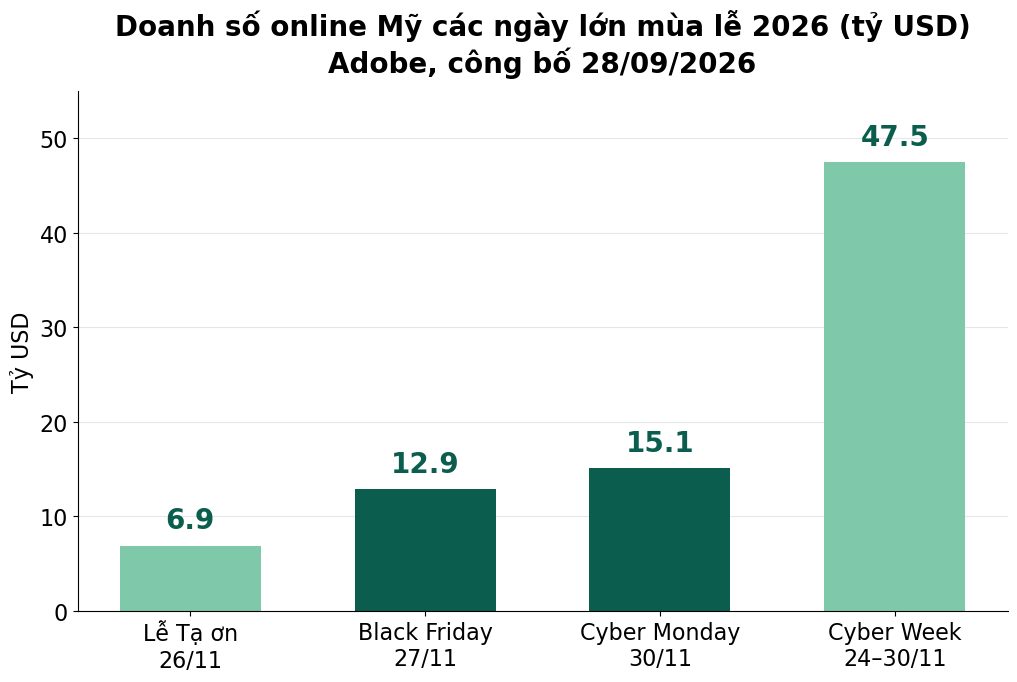 Doanh số online Mỹ các ngày lớn mùa lễ 2026 (tỷ USD)
Adobe, công bố 28/09/2026
Tỷ USD
50
40
30
20
10
0
6.9
12.9
15.1
47.5
Lễ Tạ ơn
26/11
Black Friday
27/11
Cyber Monday
30/11
Cyber Week
24–30/11